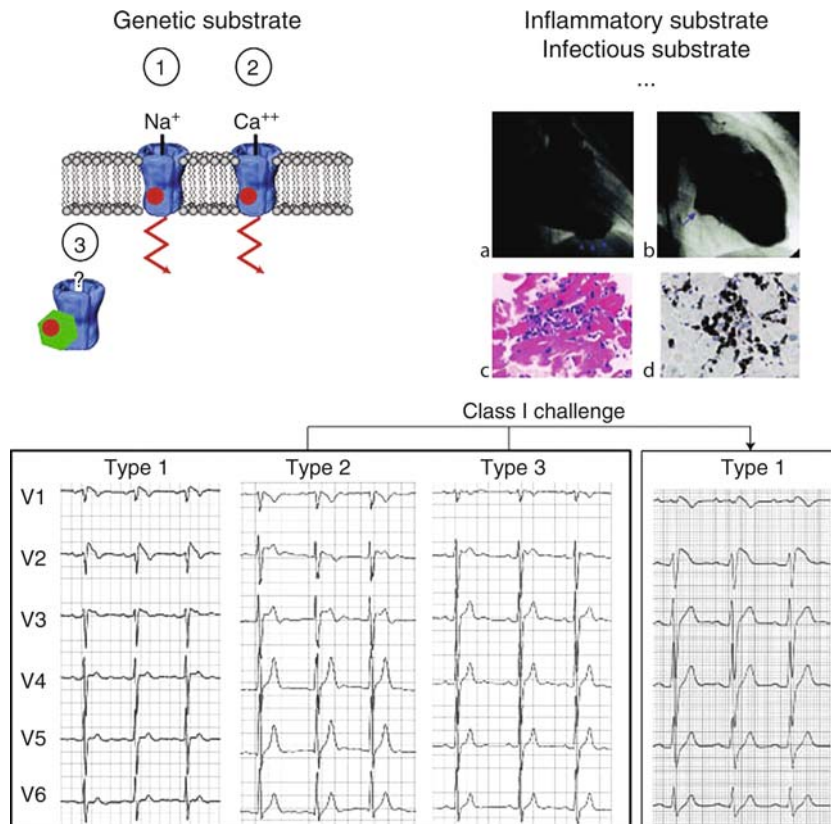 Genetic substrate
1
2
Na+
Ca++
3
?
Inflammatory substrate
Infectious substrate
...
a
b
c
d
Class I challenge
Type 1
Type 2
Type 3
Type 1
V1
V2
V3
V4
V5
V6